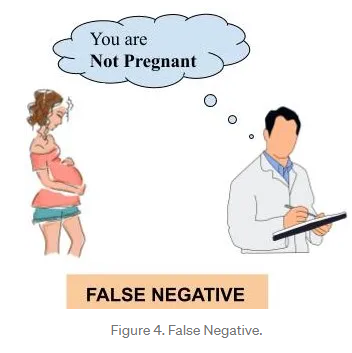 You are
Not Pregnant
FALSE NEGATIVE
Figure 4. False Negative.